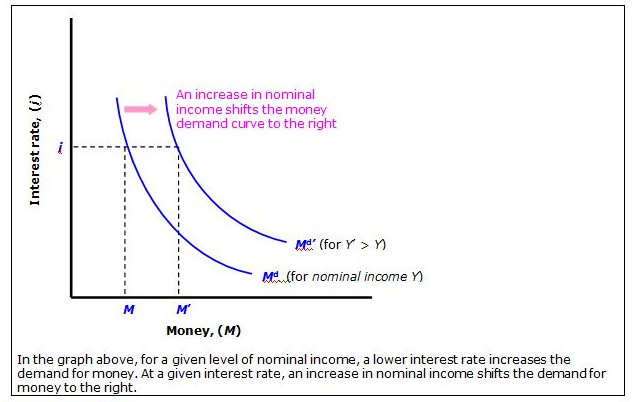 An increase in nominal
income shifts the money
demand curve to the right
Interest rate, (i)
i
Mᵈ′ (for Y′ > Y)
Mᵈ (for nominal income Y)
M M′
Money, (M)
In the graph above, for a given level of nominal income, a lower interest rate increases the
demand for money. At a given interest rate, an increase in nominal income shifts the demand for
money to the right.